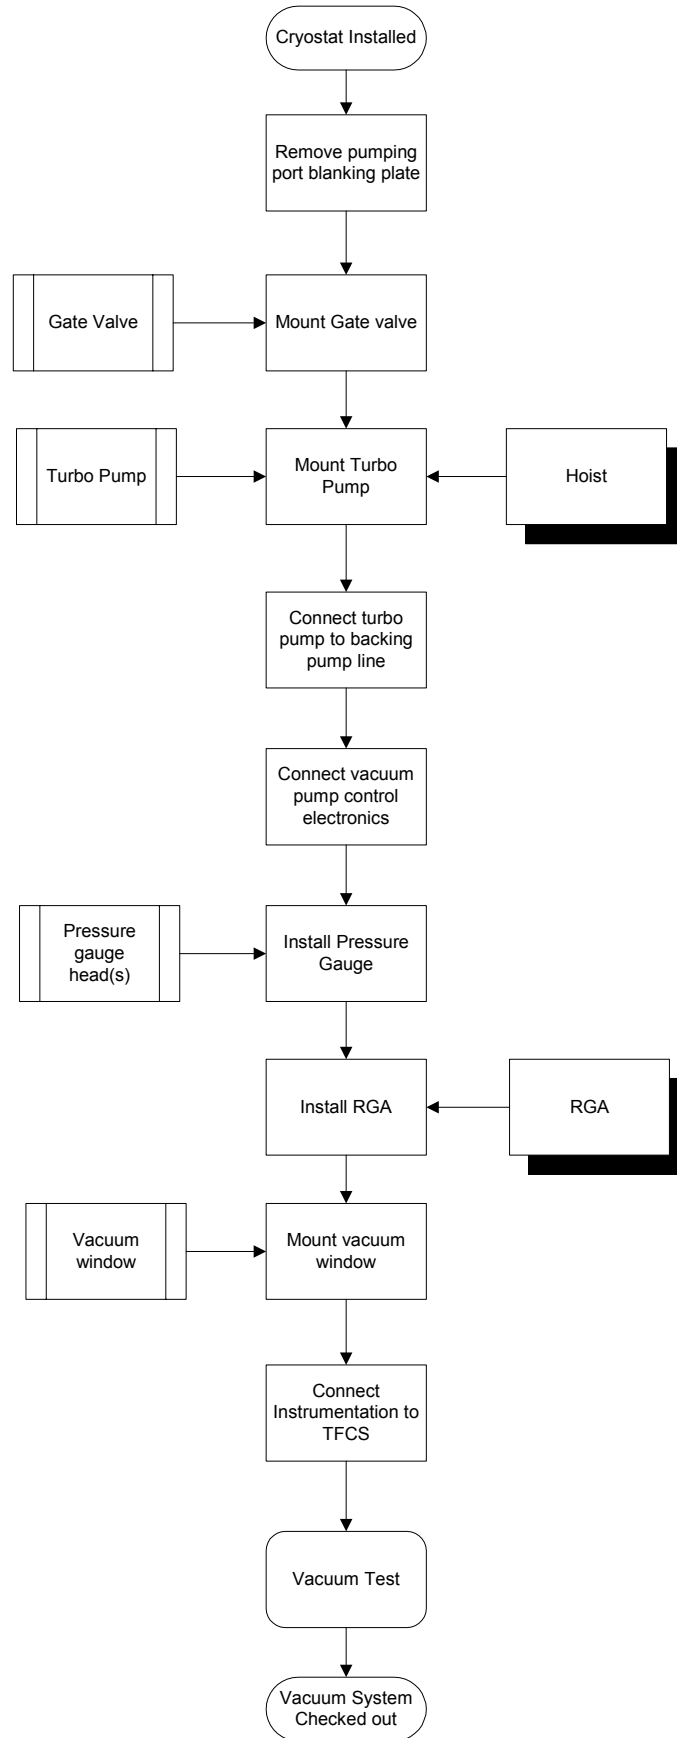 Cryostat Installed
Remove pumping
port blanking plate
Gate Valve
Mount Gate valve
Turbo Pump
Mount Turbo
Pump
Hoist
Connect turbo
pump to backing
pump line
Connect vacuum
pump control
electronics
Pressure
gauge
head(s)
Install Pressure
Gauge
Install RGA
RGA
Vacuum
window
Mount vacuum
window
Connect
Instrumentation to
TFCS
Vacuum Test
Vacuum System
Checked out